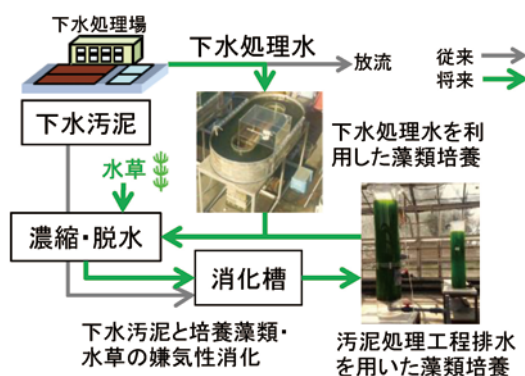 下水処理場
下水処理水
放流
従来
将来
下水汚泥
下水処理水を利
用した藻類培養
水草
濃縮・脱水
消化槽
下水汚泥と培養藻類・
水草の嫌気性消化
汚泥処理工程排水
を用いた藻類培養